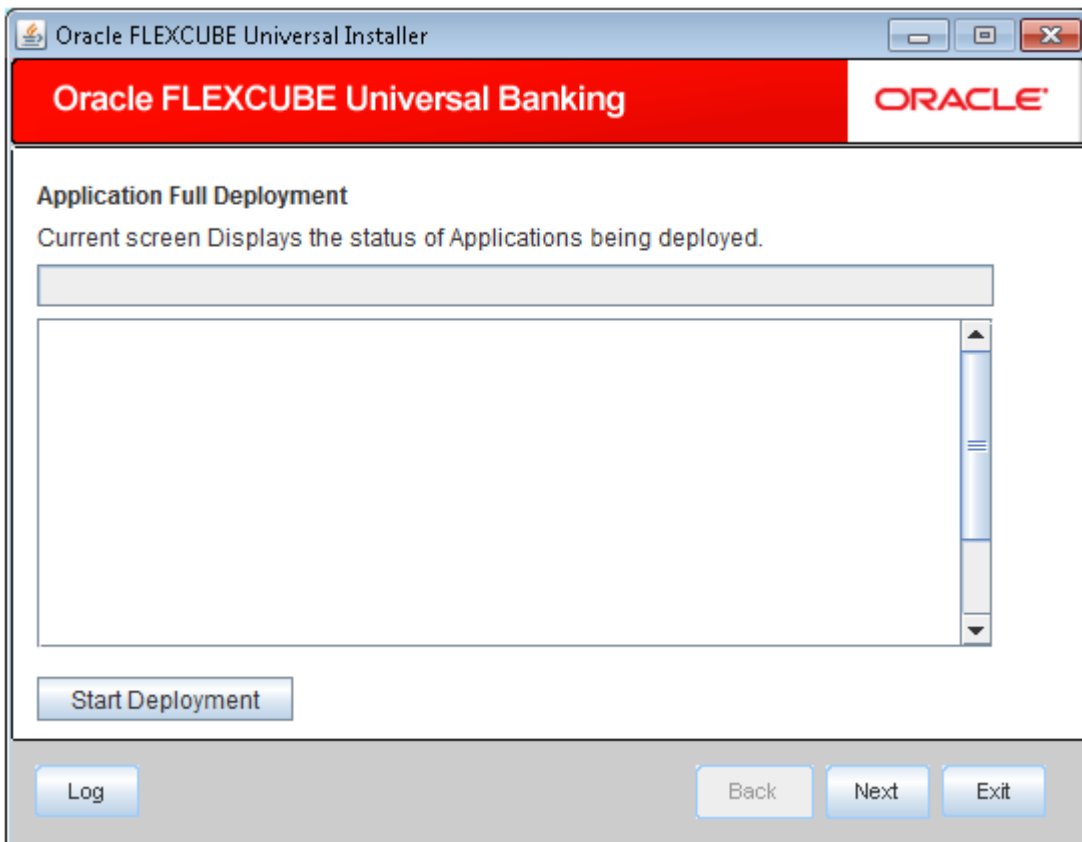 Oracle FLEXCUBE Universal Installer
Oracle FLEXCUBE Universal Banking
ORACLE
Application Full Deployment
Current screen Displays the status of Applications being deployed.
Start Deployment
Log
Back
Next
Exit